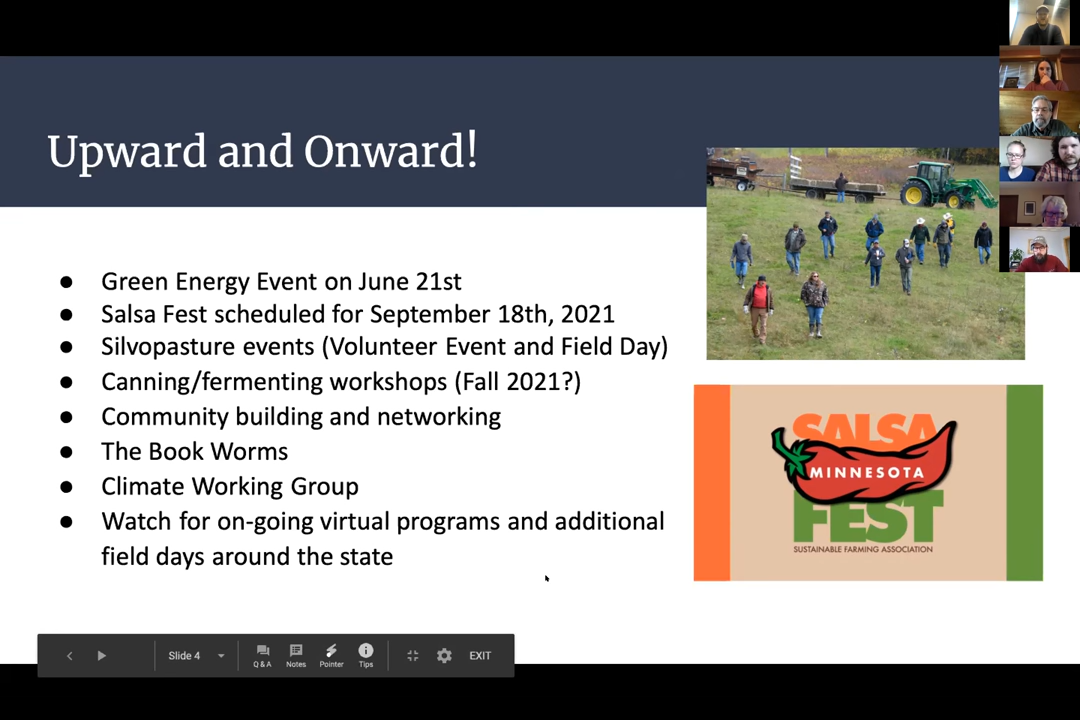 Upward and Onward!
● Green Energy Event on June 21st
● Salsa Fest scheduled for September 18th, 2021
● Silvopasture events (Volunteer Event and Field Day)
● Canning/fermenting workshops (Fall 2021?)
● Community building and networking
● The Book Worms
● Climate Working Group
● Watch for on-going virtual programs and additional
field days around the state
SALSA
MINNESOTA
FEST
SUSTAINABLE FARMING ASSOCIATION
Slide 4
Q & A
Notes
Pointer
Tips
EXIT